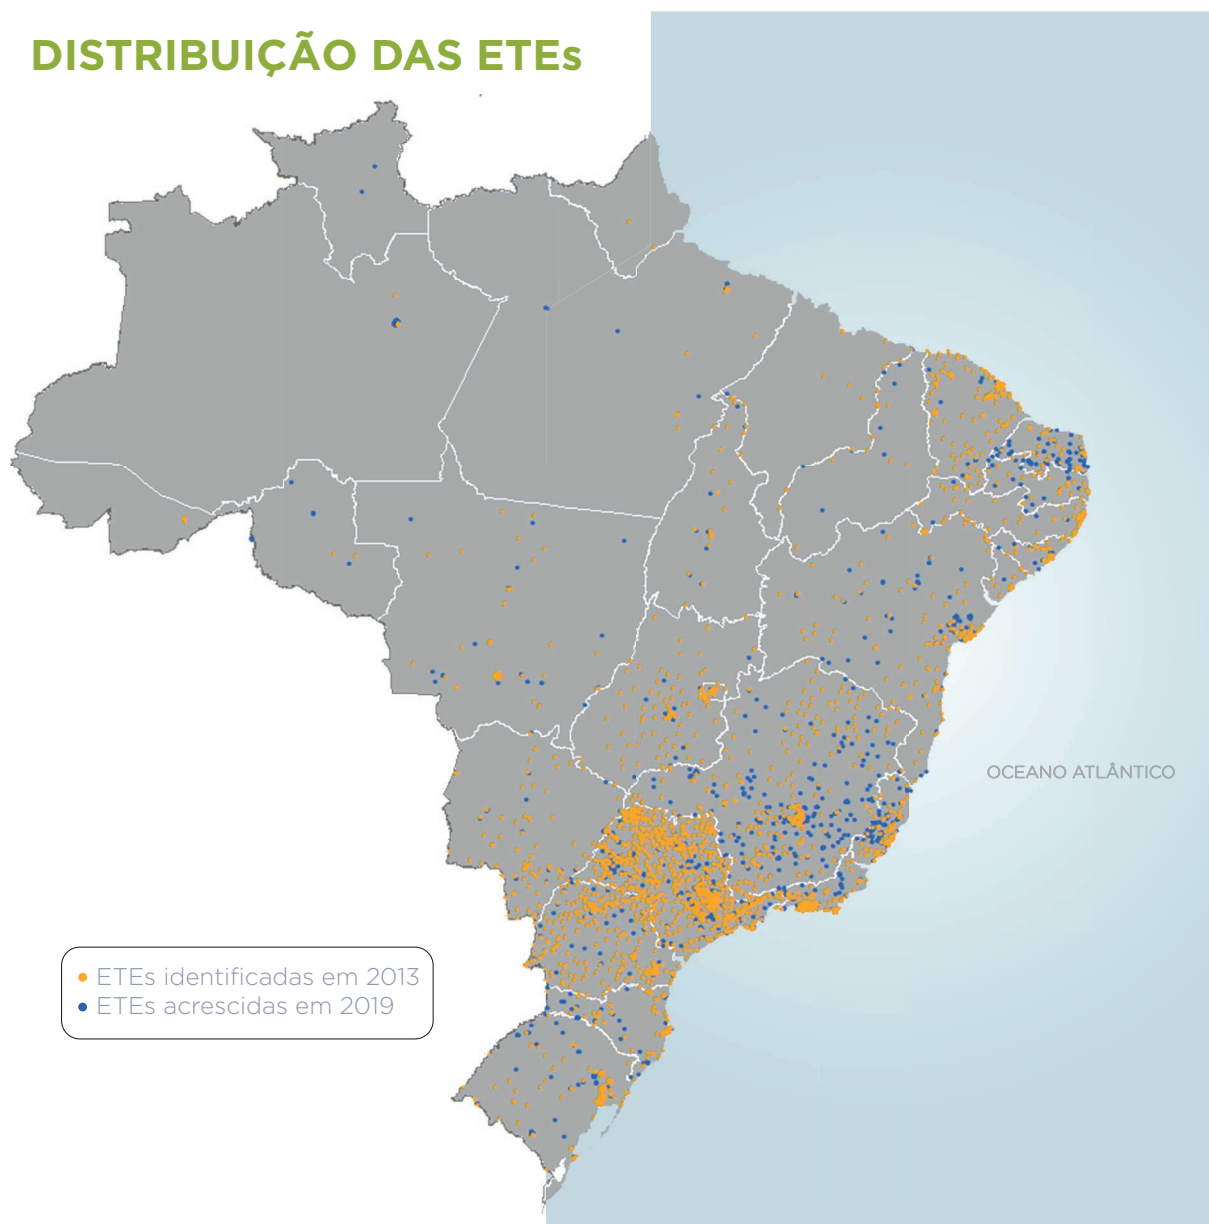 DISTRIBUIÇÃO DAS ETEs
OCEANO ATLÂNTICO
ETEs identificadas em 2013
ETEs acrescidas em 2019